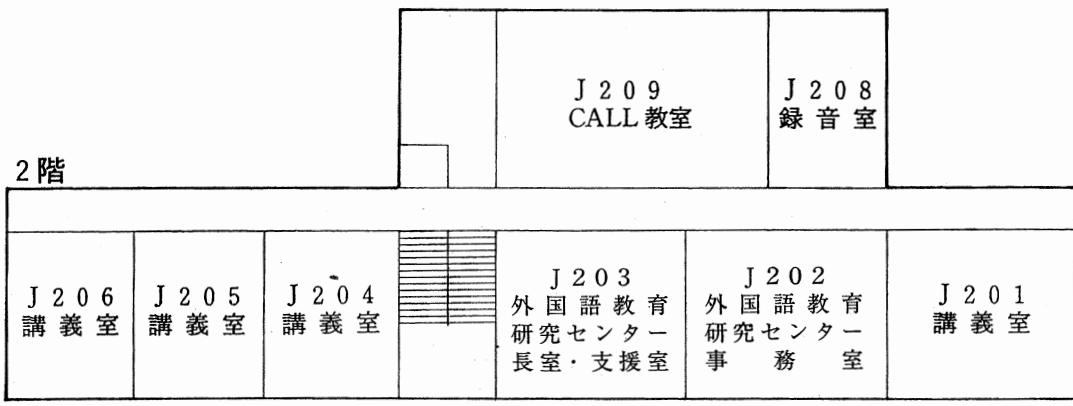 J209
CALL教室
J208
録音室
2階
J206
講義室
J205
講義室
J204
講義室
J203
外国語教育
研究センター
長室・支援室
J202
外国語教育
研究センター
事務室
J201
講義室